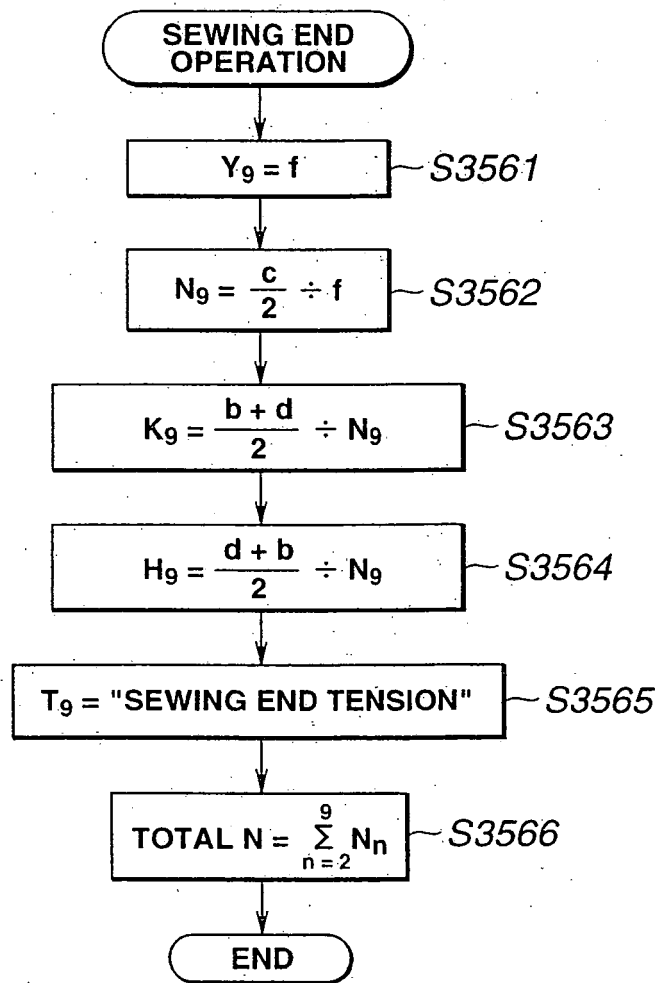 SEWING END
OPERATION
Y₉ = f ~S3561
N₉ = c/2 ÷ f ~S3562
K₉ = (b + d)/2 ÷ N₉ ~S3563
H₉ = (d + b)/2 ÷ N₉ ~S3564
T₉ = "SEWING END TENSION" ~S3565
TOTAL N = 9 Σ n = 2 Nₙ ~S3566
END